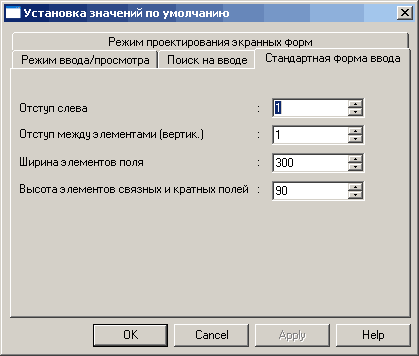 Установка значений по умолчанию
Режим проектирования экранных форм
Режим ввода/просмотра
Поиск на вводе
Стандартная форма ввода
Отступ слева : 1
Отступ между элементами (вертик.) : 1
Ширина элементов поля : 300
Высота элементов связных и кратных полей : 90
OK
Cancel
Apply
Help